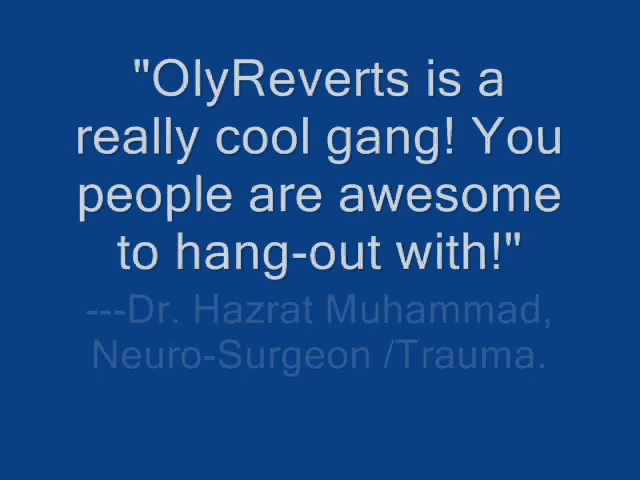 "OlyReverts is a
really cool gang! You
people are awesome
to hang-out with!"
---Dr. Hazrat Muhammad,
Neuro-Surgeon /Trauma.